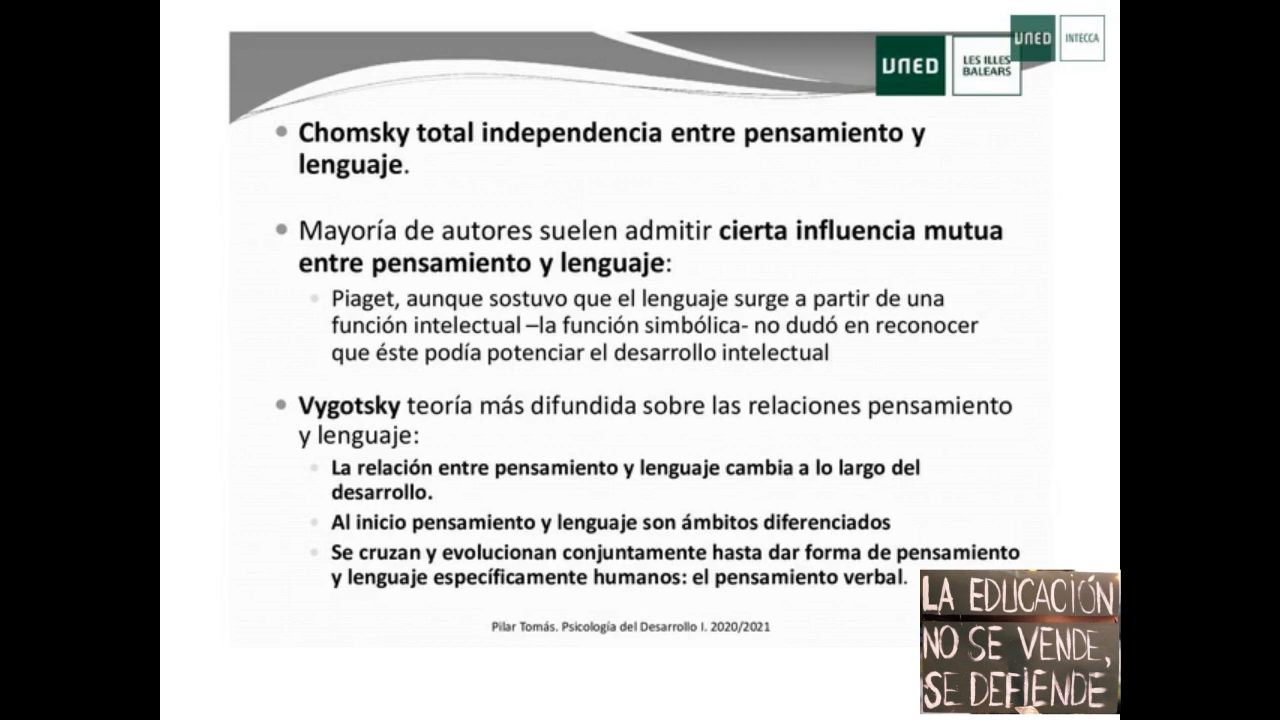 UNED
INTECCA
UNED
LES ILLES
BALEARS
Chomsky total independencia entre pensamiento y
lenguaje.
Mayoría de autores suelen admitir cierta influencia mutua
entre pensamiento y lenguaje:
Piaget, aunque sostuvo que el lenguaje surge a partir de una
función intelectual –la función simbólica- no dudó en reconocer
que éste podía potenciar el desarrollo intelectual
Vygotsky teoría más difundida sobre las relaciones pensamiento
y lenguaje:
La relación entre pensamiento y lenguaje cambia a lo largo del
desarrollo.
Al inicio pensamiento y lenguaje son ámbitos diferenciados
Se cruzan y evolucionan conjuntamente hasta dar forma de pensamiento
y lenguaje específicamente humanos: el pensamiento verbal.
Pilar Tomás. Psicología del Desarrollo I. 2020/2021
LA EDUCACIÓN
NO SE VENDE,
SE DEFIENDE